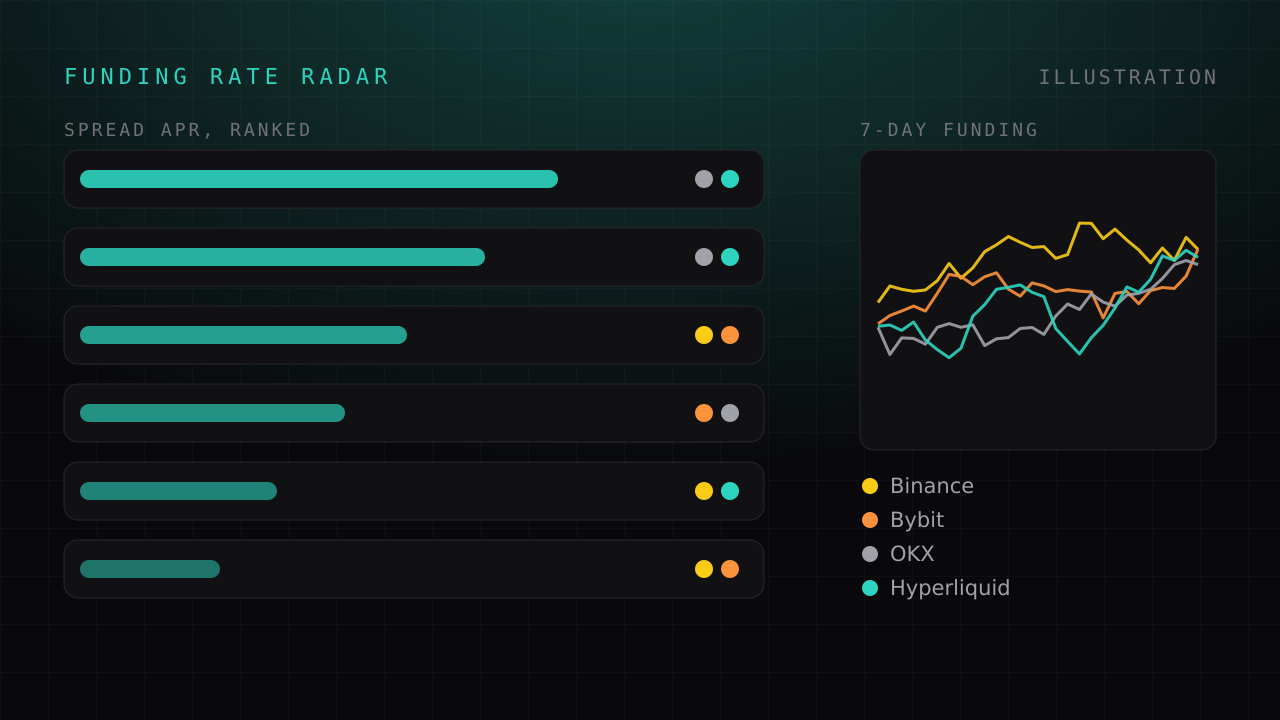 FUNDING RATE RADAR
ILLUSTRATION
SPREAD APR, RANKED
7-DAY FUNDING
Binance
Bybit
OKX
Hyperliquid